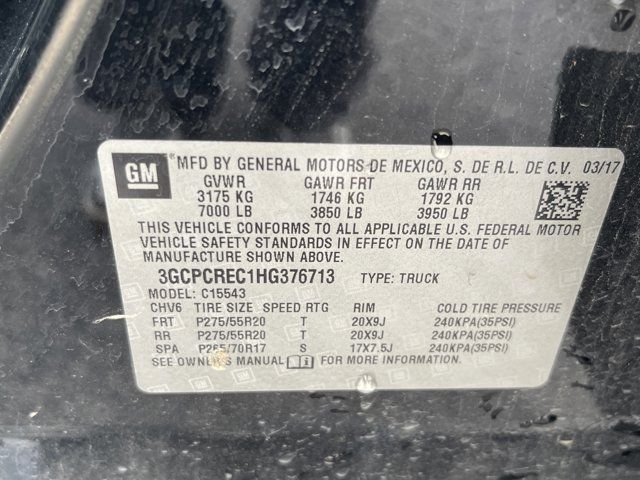 GM ® MFD BY GENERAL MOTORS DE MEXICO, S. DE R.L. DE C.V. 03/17
GVWR GAWR FRT GAWR RR
3175 KG 1746 KG 1792 KG
7000 LB 3850 LB 3950 LB
THIS VEHICLE CONFORMS TO ALL APPLICABLE U.S. FEDERAL MOTOR
VEHICLE SAFETY STANDARDS IN EFFECT ON THE DATE OF
MANUFACTURE SHOWN ABOVE.
3GCPCREC1HG376713 TYPE: TRUCK
MODEL: C15543
CHV6 TIRE SIZE SPEED RTG RIM COLD TIRE PRESSURE
FRT P275/55R20 T 20X9J 240KPA(35PSI)
RR P275/55R20 T 20X9J 240KPA(35PSI)
SPA P265/70R17 S 17X7.5J 240KPA(35PSI)
SEE OWNERS MANUAL FOR MORE INFORMATION.